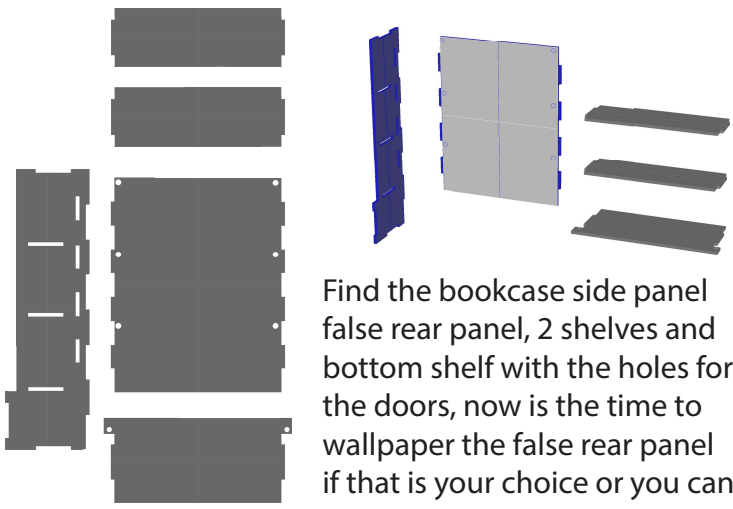 Find the bookcase side panel
false rear panel, 2 shelves and
bottom shelf with the holes for
the doors, now is the time to
wallpaper the false rear panel
if that is your choice or you can